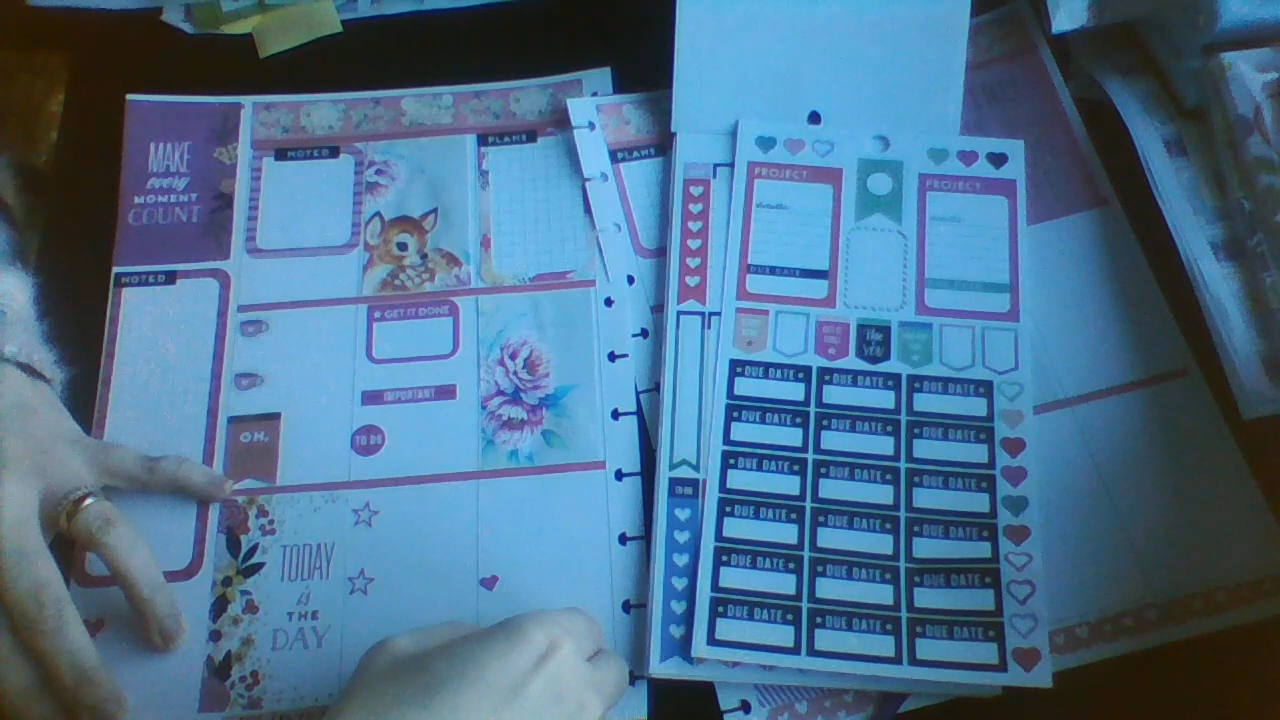 MAKE
every
MOMENT
COUNT
NOTED
PLANS
NOTED
GET IT DONE
IMPORTANT
TO DO
OH,
TODAY
is
THE
DAY
PLANS
PROJECT
DUE DATE
PROJECT
DUE DATE DUE DATE DUE DATE
DUE DATE DUE DATE DUE DATE
DUE DATE DUE DATE DUE DATE
DUE DATE DUE DATE DUE DATE
DUE DATE DUE DATE DUE DATE
DUE DATE DUE DATE DUE DATE